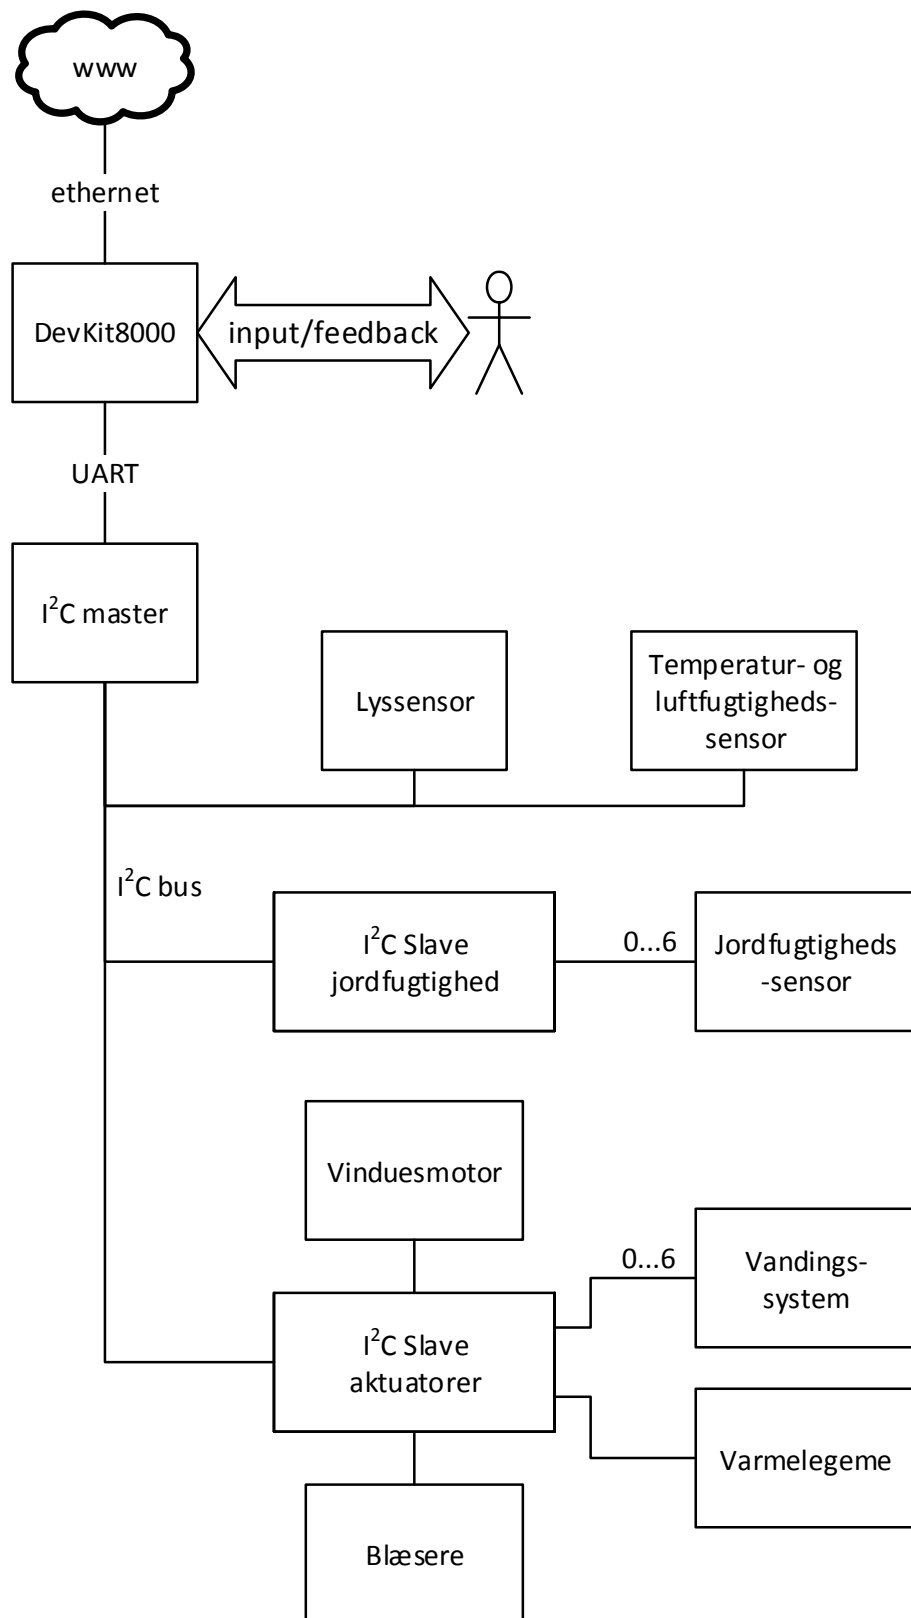 www
ethernet
DevKit8000
input/feedback
UART
I²C master
Lyssensor
Temperatur- og
luftfugtigheds-
sensor
I²C bus
I²C Slave
jordfugtighed
0...6
Jordfugtigheds
-sensor
Vinduesmotor
0...6
Vandings-
system
I²C Slave
aktuatorer
Varmelegeme
Blæsere